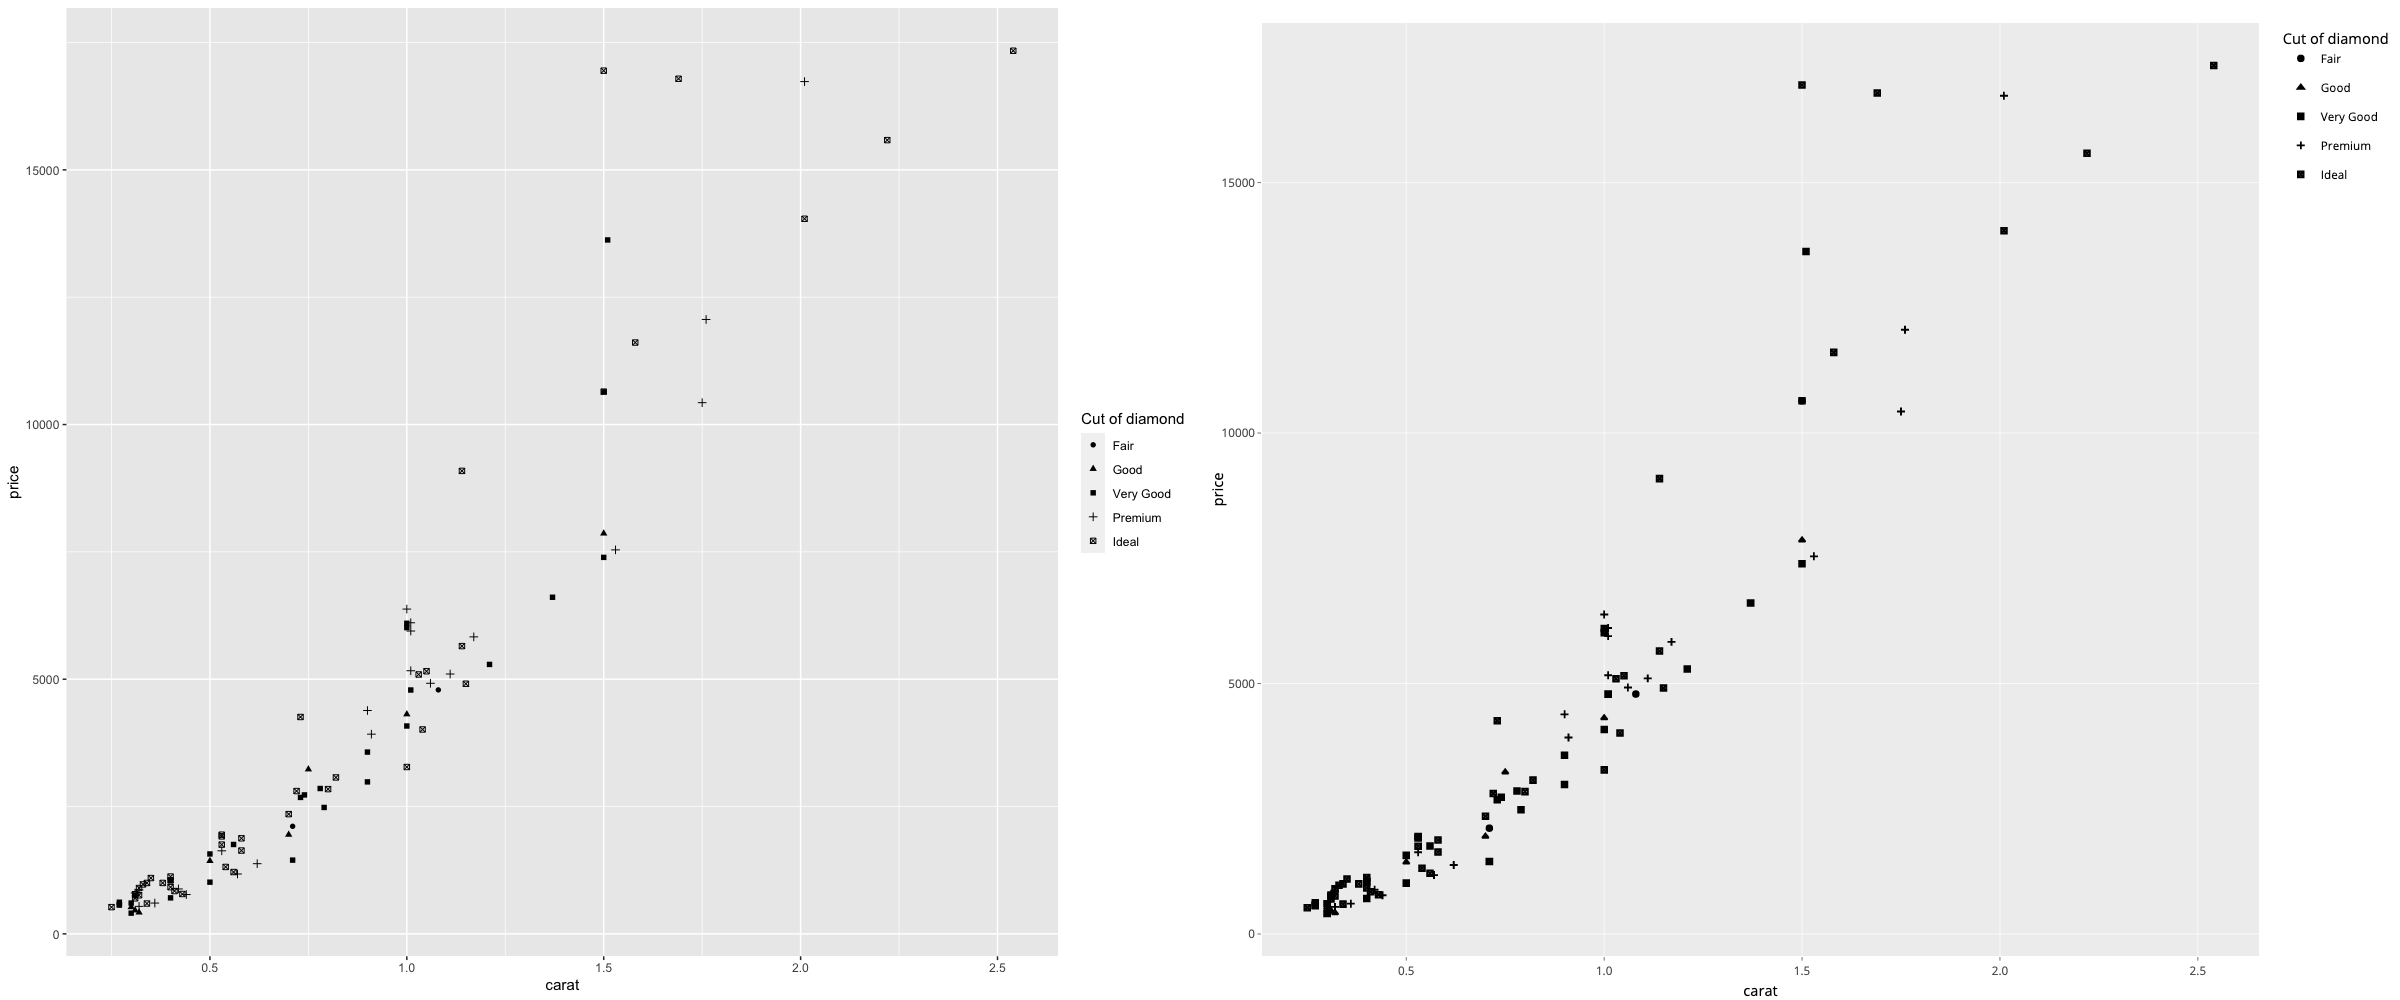 15000
10000
5000
0
price
0.5 1.0 1.5 2.0 2.5
carat
Cut of diamond
Fair
Good
Very Good
Premium
Ideal
15000
10000
5000
0
price
0.5 1.0 1.5 2.0 2.5
carat
Cut of diamond
Fair
Good
Very Good
Premium
Ideal